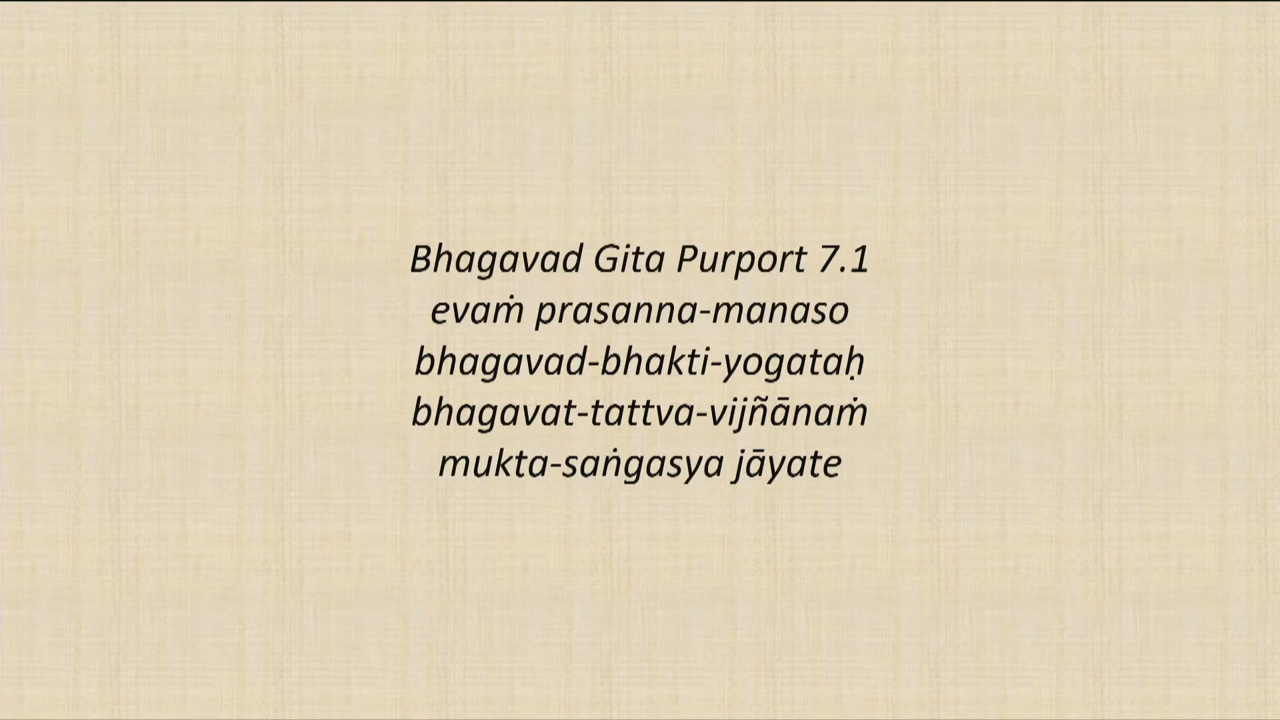 Bhagavad Gita Purport 7.1
evaṁ prasanna-manaso
bhagavad-bhakti-yogataḥ
bhagavat-tattva-vijñānaṁ
mukta-saṅgasya jāyate